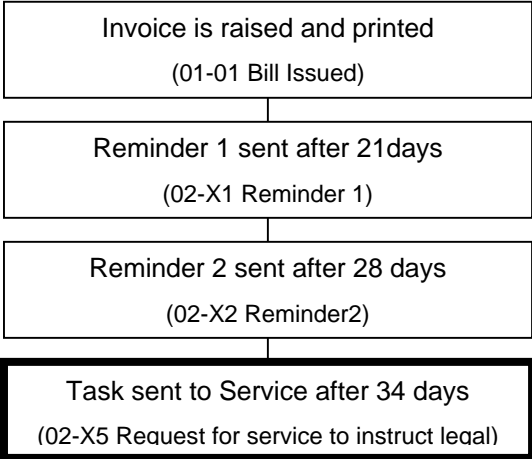 Invoice is raised and printed
(01-01 Bill Issued)
Reminder 1 sent after 21days
(02-X1 Reminder 1)
Reminder 2 sent after 28 days
(02-X2 Reminder2)
Task sent to Service after 34 days
(02-X5 Request for service to instruct legal)